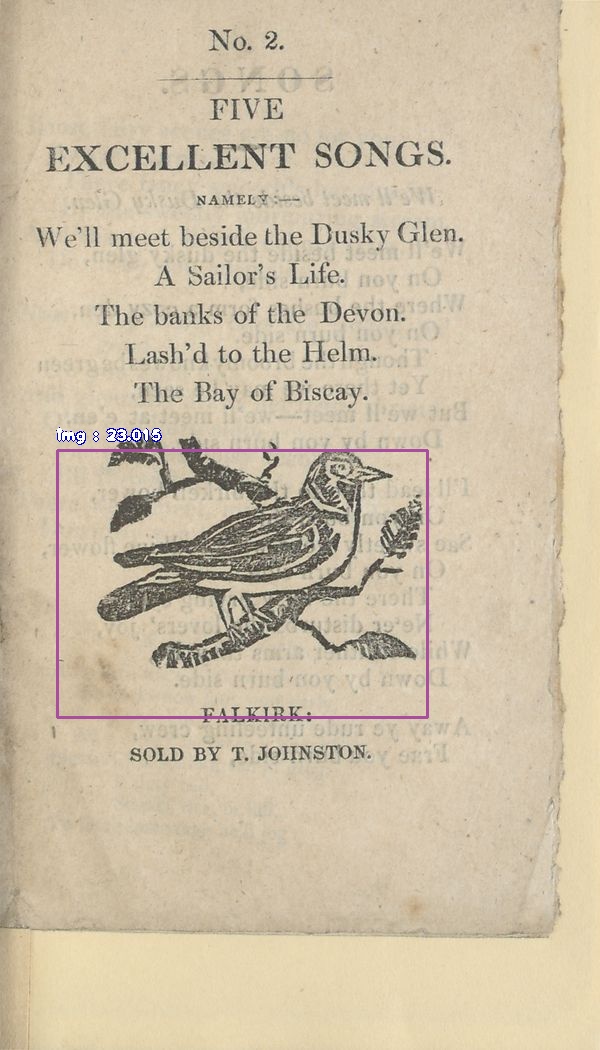 No. 2.
FIVE
EXCELLENT SONGS.
NAMELY:—
We'll meet beside the Dusky Glen.
A Sailor's Life.
The banks of the Devon.
Lash'd to the Helm.
The Bay of Biscay.
img : 23.015
FALKIRK:
SOLD BY T. JOHNSTON.